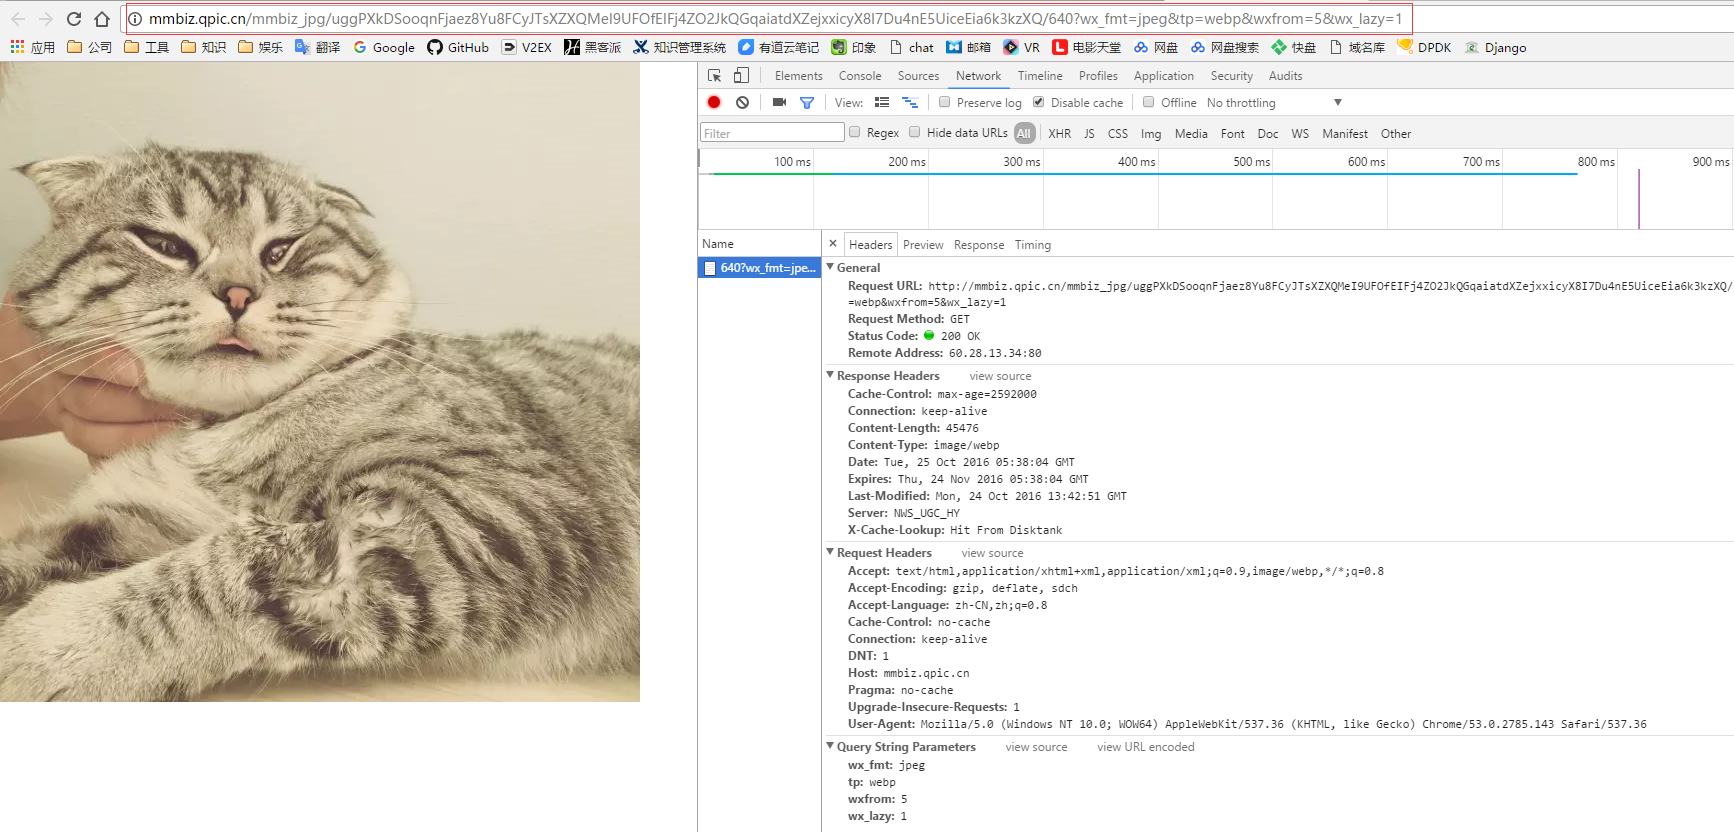 mmbiz.qpic.cn/mmbiz_jpg/uggPXkDSooqnFjaez8Yu8FCyJTsXZXQMeI9UFOfEIFj4ZO2JkQGqaiatdXZejxxicyX8I7Du4nE5UiceEia6k3kzXQ/640?wx_fmt=jpeg&tp=webp&wxfrom=5&wx_lazy=1
应用 公司 工具 知识 娱乐 翻译 Google GitHub V2EX 黑客派 知识管理系统 有道云笔记 印象 chat 邮箱 VR 电影天堂 网盘 网盘搜索 快盘 域名库 DPDK Django
Elements Console Sources Network Timeline Profiles Application Security Audits
View: Preserve log Disable cache Offline No throttling
Filter Regex Hide data URLs All XHR JS CSS Img Media Font Doc WS Manifest Other
100 ms 200 ms 300 ms 400 ms 500 ms 600 ms 700 ms 800 ms 900 ms
Name
640?wx_fmt=jpe...
× Headers Preview Response Timing
General
Request URL: http://mmbiz.qpic.cn/mmbiz_jpg/uggPXkDSooqnFjaez8Yu8FCyJTsXZXQMeI9UFOfEIFj4ZO2JkQGqaiatdXZejxxicyX8I7Du4nE5UiceEia6k3kzXQ/
=webp&wxfrom=5&wx_lazy=1
Request Method: GET
Status Code: 200 OK
Remote Address: 60.28.13.34:80
Response Headers view source
Cache-Control: max-age=2592000
Connection: keep-alive
Content-Length: 45476
Content-Type: image/webp
Date: Tue, 25 Oct 2016 05:38:04 GMT
Expires: Thu, 24 Nov 2016 05:38:04 GMT
Last-Modified: Mon, 24 Oct 2016 13:42:51 GMT
Server: NWS_UGC_HY
X-Cache-Lookup: Hit From Disktank
Request Headers view source
Accept: text/html,application/xhtml+xml,application/xml;q=0.9,image/webp,*/*;q=0.8
Accept-Encoding: gzip, deflate, sdch
Accept-Language: zh-CN,zh;q=0.8
Cache-Control: no-cache
Connection: keep-alive
DNT: 1
Host: mmbiz.qpic.cn
Pragma: no-cache
Upgrade-Insecure-Requests: 1
User-Agent: Mozilla/5.0 (Windows NT 10.0; WOW64) AppleWebKit/537.36 (KHTML, like Gecko) Chrome/53.0.2785.143 Safari/537.36
Query String Parameters view source view URL encoded
wx_fmt: jpeg
tp: webp
wxfrom: 5
wx_lazy: 1